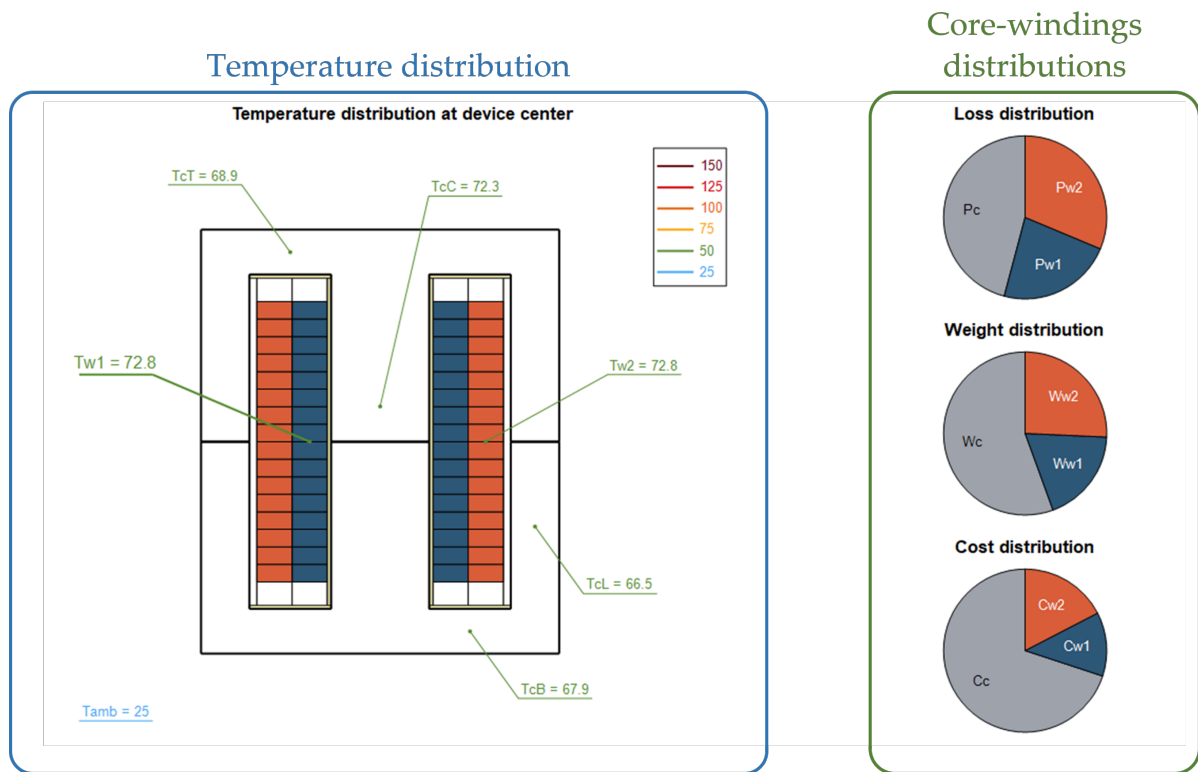 Temperature distribution
Core-windings
distributions
Temperature distribution at device center
TcT = 68.9
TcC = 72.3
150
125
100
75
50
25
Tw1 = 72.8
Tw2 = 72.8
TcL = 66.5
TcB = 67.9
Tamb = 25
Loss distribution
Pc
Pw2
Pw1
Weight distribution
Wc
Ww2
Ww1
Cost distribution
Cw2
Cw1
Cc